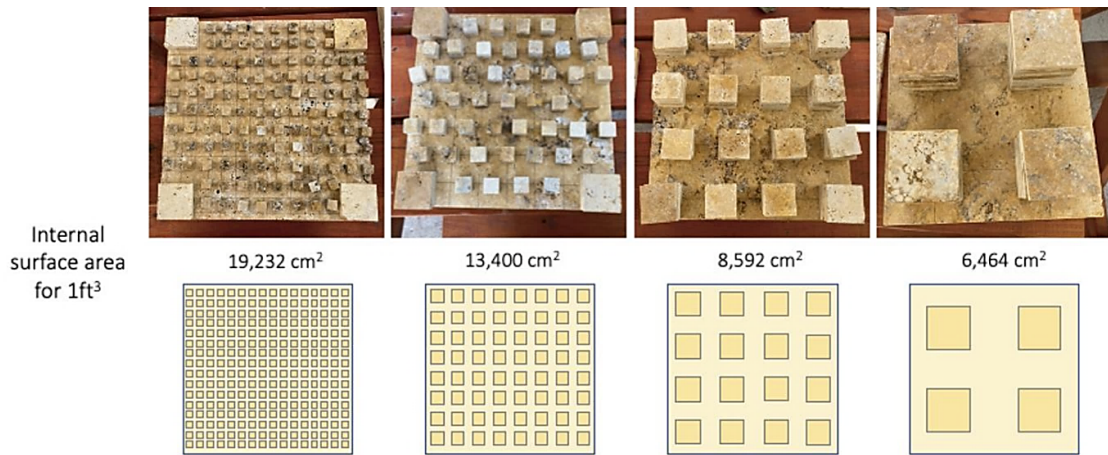 Internal
surface area
for 1ft³
19,232 cm²
13,400 cm²
8,592 cm²
6,464 cm²